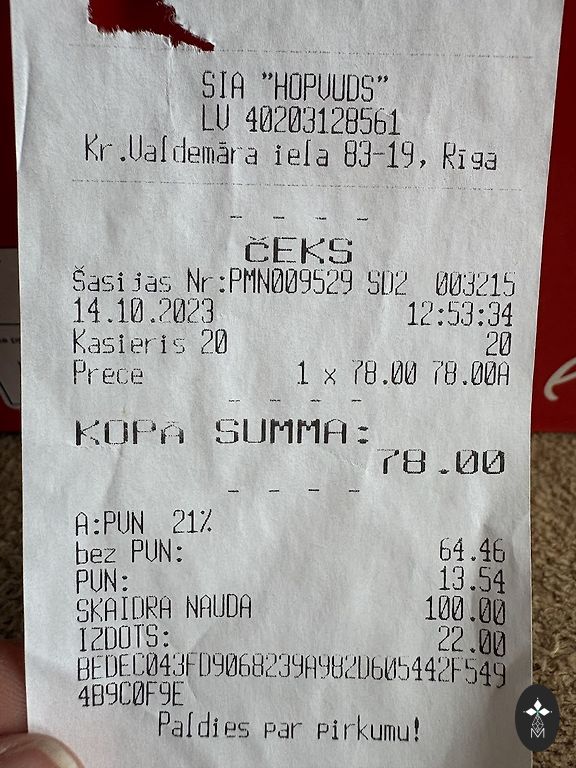 SIA "HOPVUDS"
LV 40203128561
Kr.Valdemāra iela 83-19, Rīga
- - - -
ČEKS
Šasijas Nr:PMN009529 SD2 003215
14.10.2023 12:53:34
Kasieris 20 20
Prece 1 x 78.00 78.00A
- - - -
KOPĀ SUMMA:
78.00
- - - -
A:PVN 21%
bez PVN: 64.46
PVN: 13.54
SKAIDRA NAUDA 100.00
IZDOTS: 22.00
BEDEC043FD9068239A982D605442F549
4B9C0F9E
Paldies par pirkumu!